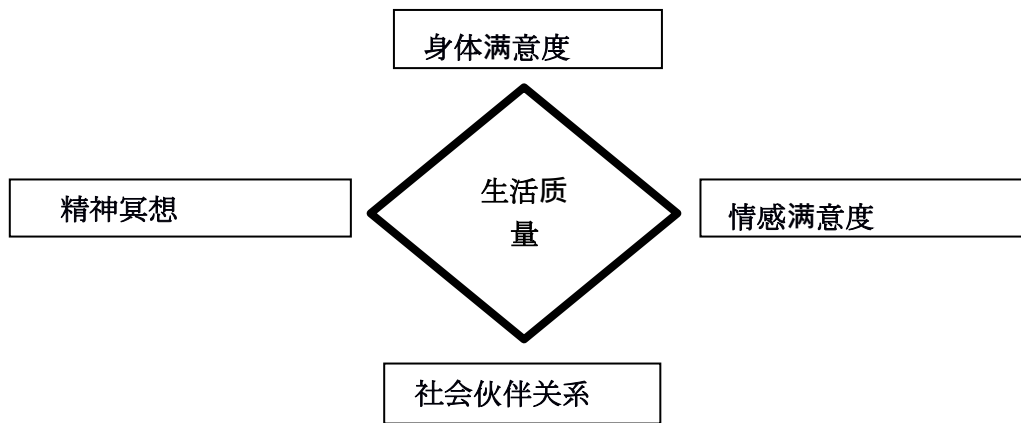 身体满意度
精神冥想
生活质
量
情感满意度
社会伙伴关系